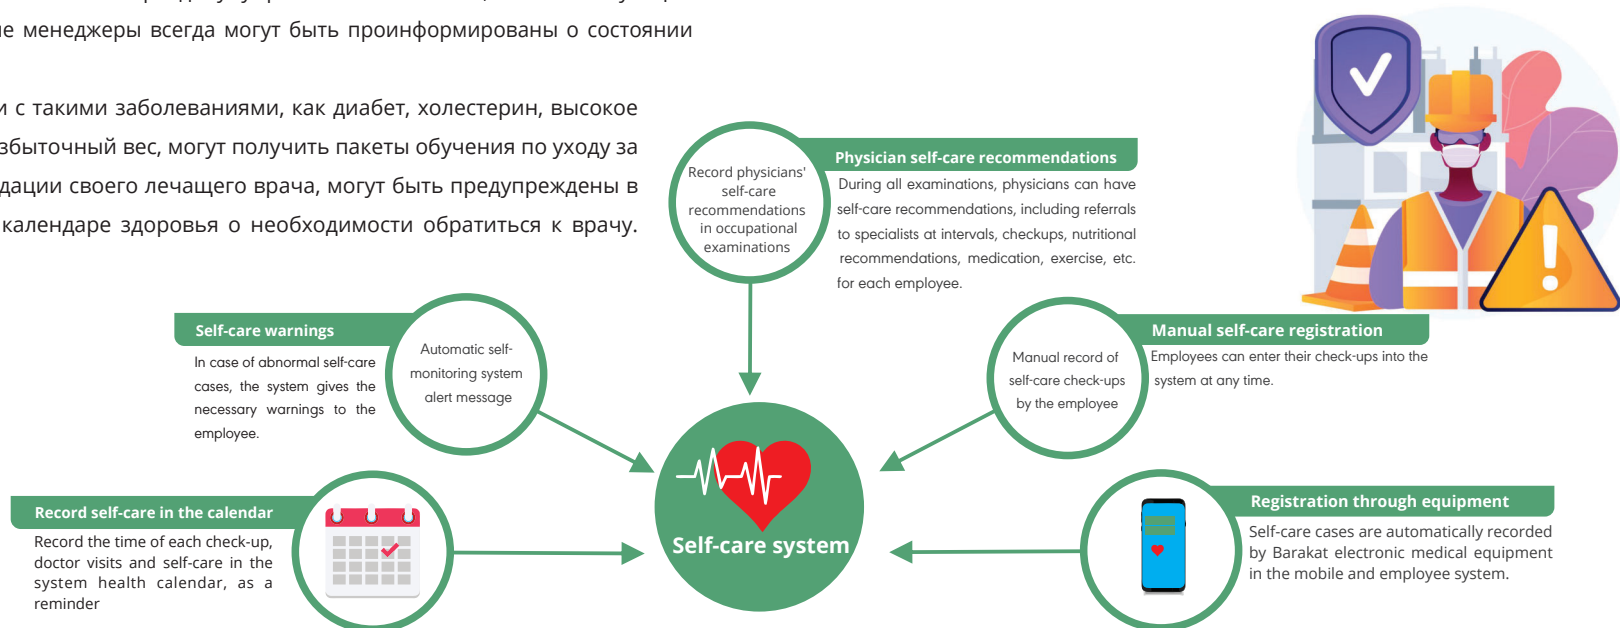 ие менеджеры всегда могут быть проинформированы о состоянии
и с такими заболеваниями, как диабет, холестерин, высокое
збыточный вес, могут получить пакеты обучения по уходу за
дации своего лечащего врача, могут быть предупреждены в
календаре здоровья о необходимости обратиться к врачу.
Record physicians'
self-care
recommendations
in occupational
examinations
Physician self-care recommendations
During all examinations, physicians can have
self-care recommendations, including referrals
to specialists at intervals, checkups, nutritional
recommendations, medication, exercise, etc.
for each employee.
Self-care warnings
In case of abnormal self-care
cases, the system gives the
necessary warnings to the
employee.
Automatic self-
monitoring system
alert message
Manual record of
self-care check-ups
by the employee
Manual self-care registration
Employees can enter their check-ups into the
system at any time.
Record self-care in the calendar
Record the time of each check-up,
doctor visits and self-care in the
system health calendar, as a
reminder
Self-care system
Registration through equipment
Self-care cases are automatically recorded
by Barakat electronic medical equipment
in the mobile and employee system.